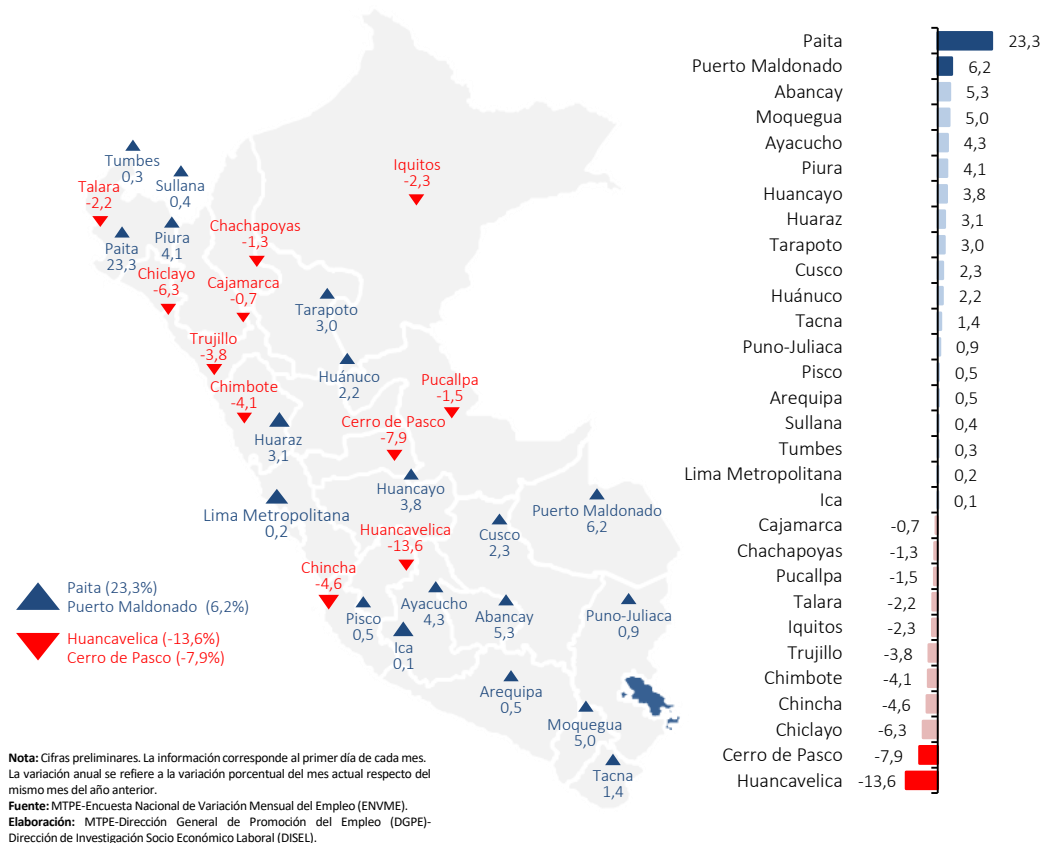 Tumbes
0,3
Sullana
0,4
Talara
-2,2
Piura
4,1
Paita
23,3
Iquitos
-2,3
Chachapoyas
-1,3
Chiclayo
-6,3
Cajamarca
-0,7
Tarapoto
3,0
Trujillo
-3,8
Huánuco
2,2
Chimbote
-4,1
Pucallpa
-1,5
Huaraz
3,1
Cerro de Pasco
-7,9
Huancayo
3,8
Lima Metropolitana
0,2
Puerto Maldonado
6,2
Cusco
2,3
Huancavelica
-13,6
Chincha
-4,6
Pisco
0,5
Ica
0,1
Ayacucho
4,3
Abancay
5,3
Puno-Juliaca
0,9
Arequipa
0,5
Moquegua
5,0
Tacna
1,4
Paita (23,3%)
Puerto Maldonado (6,2%)
Huancavelica (-13,6%)
Cerro de Pasco (-7,9%)
Paita 23,3
Puerto Maldonado 6,2
Abancay 5,3
Moquegua 5,0
Ayacucho 4,3
Piura 4,1
Huancayo 3,8
Huaraz 3,1
Tarapoto 3,0
Cusco 2,3
Huánuco 2,2
Tacna 1,4
Puno-Juliaca 0,9
Pisco 0,5
Arequipa 0,5
Sullana 0,4
Tumbes 0,3
Lima Metropolitana 0,2
Ica 0,1
Cajamarca -0,7
Chachapoyas -1,3
Pucallpa -1,5
Talara -2,2
Iquitos -2,3
Trujillo -3,8
Chimbote -4,1
Chincha -4,6
Chiclayo -6,3
Cerro de Pasco -7,9
Huancavelica -13,6
Nota: Cifras preliminares. La información corresponde al primer día de cada mes.
La variación anual se refiere a la variación porcentual del mes actual respecto del
mismo mes del año anterior.
Fuente: MTPE-Encuesta Nacional de Variación Mensual del Empleo (ENVME).
Elaboración: MTPE-Dirección General de Promoción del Empleo (DGPE)-
Dirección de Investigación Socio Económico Laboral (DISEL).